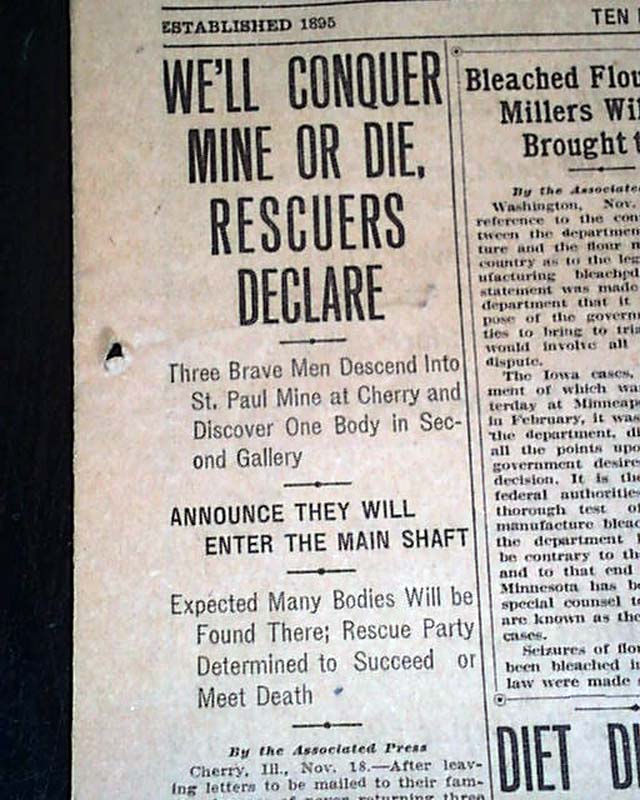 ESTABLISHED 1895
TEN
WE'LL CONQUER
MINE OR DIE,
RESCUERS
DECLARE
Three Brave Men Descend Into
St. Paul Mine at Cherry and
Discover One Body in Sec-
ond Gallery
ANNOUNCE THEY WILL
ENTER THE MAIN SHAFT
Expected Many Bodies Will be
Found There; Rescue Party
Determined to Succeed or
Meet Death
By the Associated Press
Cherry, Ill., Nov. 18.—After leav-
ing letters to be mailed to their fam-
returning three
Bleached Flou
Millers Wil
Brought t
By the Associate
Washington, Nov.
reference to the con
tween the departmen
ture and the flour m
country as to the leg
ufacturing bleached
statement was made
department that it
pose of the govern
ties to bring to tria
would involve all
dispute.
The Iowa cases,
ment of which wa
terday at Minneap
in February, it was
the department, di
all the points upo
government desire
decision. It is the
federal authorities
thorough test of
manufacture bleac
the department
be contrary to th
and to that end
Minnesota has be
special counsel to
are known as the
cases.
Seizures of flo
been bleached in
law were made
DIET DI